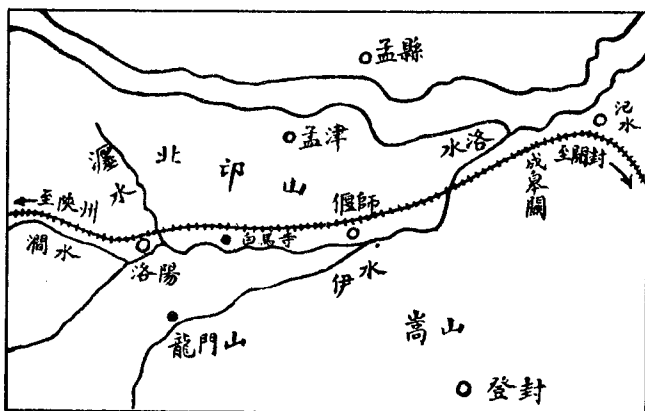 孟縣
汜水
孟津
洛水
瀍水
北邙山
成皋關
至開封
至陝州
偃師
白馬寺
澗水
洛陽
伊水
龍門山
嵩山
登封